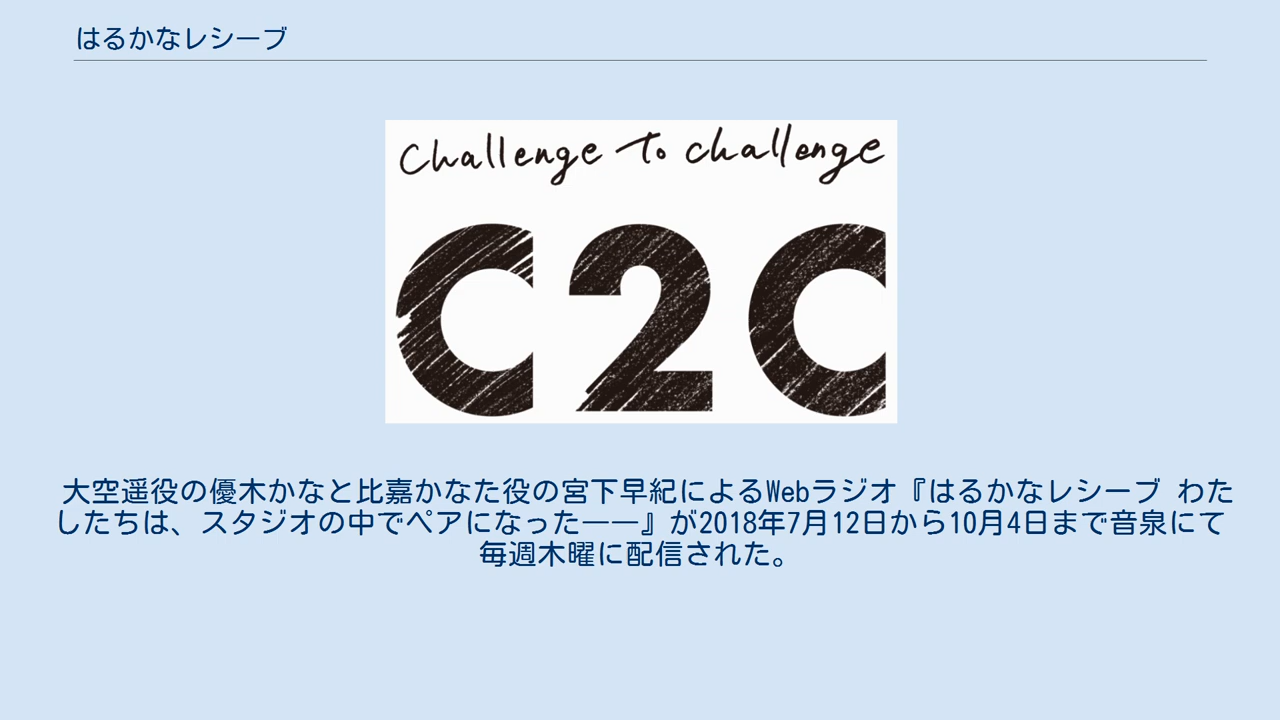 はるかなレシーブ
Challenge To challenge
C2C
大空遥役の優木かなと比嘉かなた役の宮下早紀によるWebラジオ『はるかなレシーブ わた
したちは、スタジオの中でペアになった――』が2018年7月12日から10月4日まで音泉にて
毎週木曜に配信された。